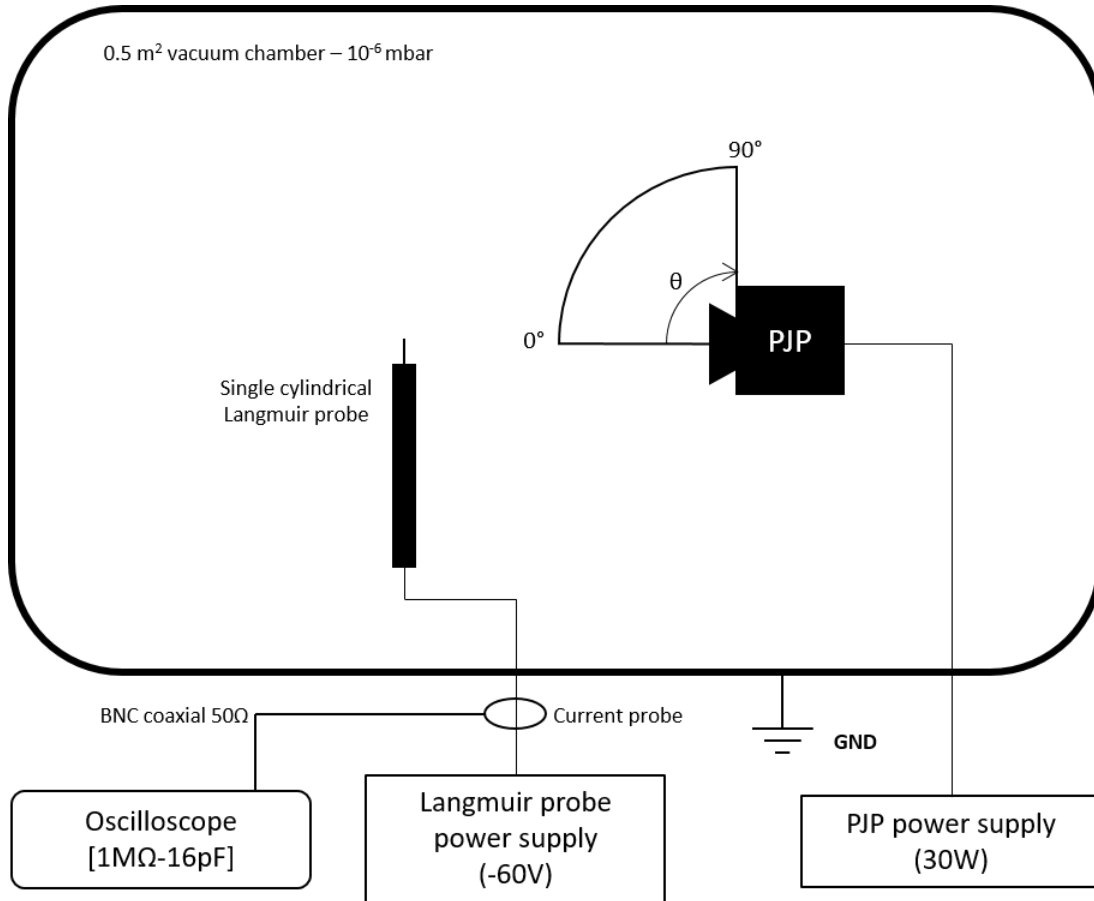 0.5 m² vacuum chamber – 10⁻⁶ mbar
90°
θ
0°
PJP
Single cylindrical
Langmuir probe
BNC coaxial 50Ω
Current probe
GND
Oscilloscope
[1MΩ-16pF]
Langmuir probe
power supply
(-60V)
PJP power supply
(30W)